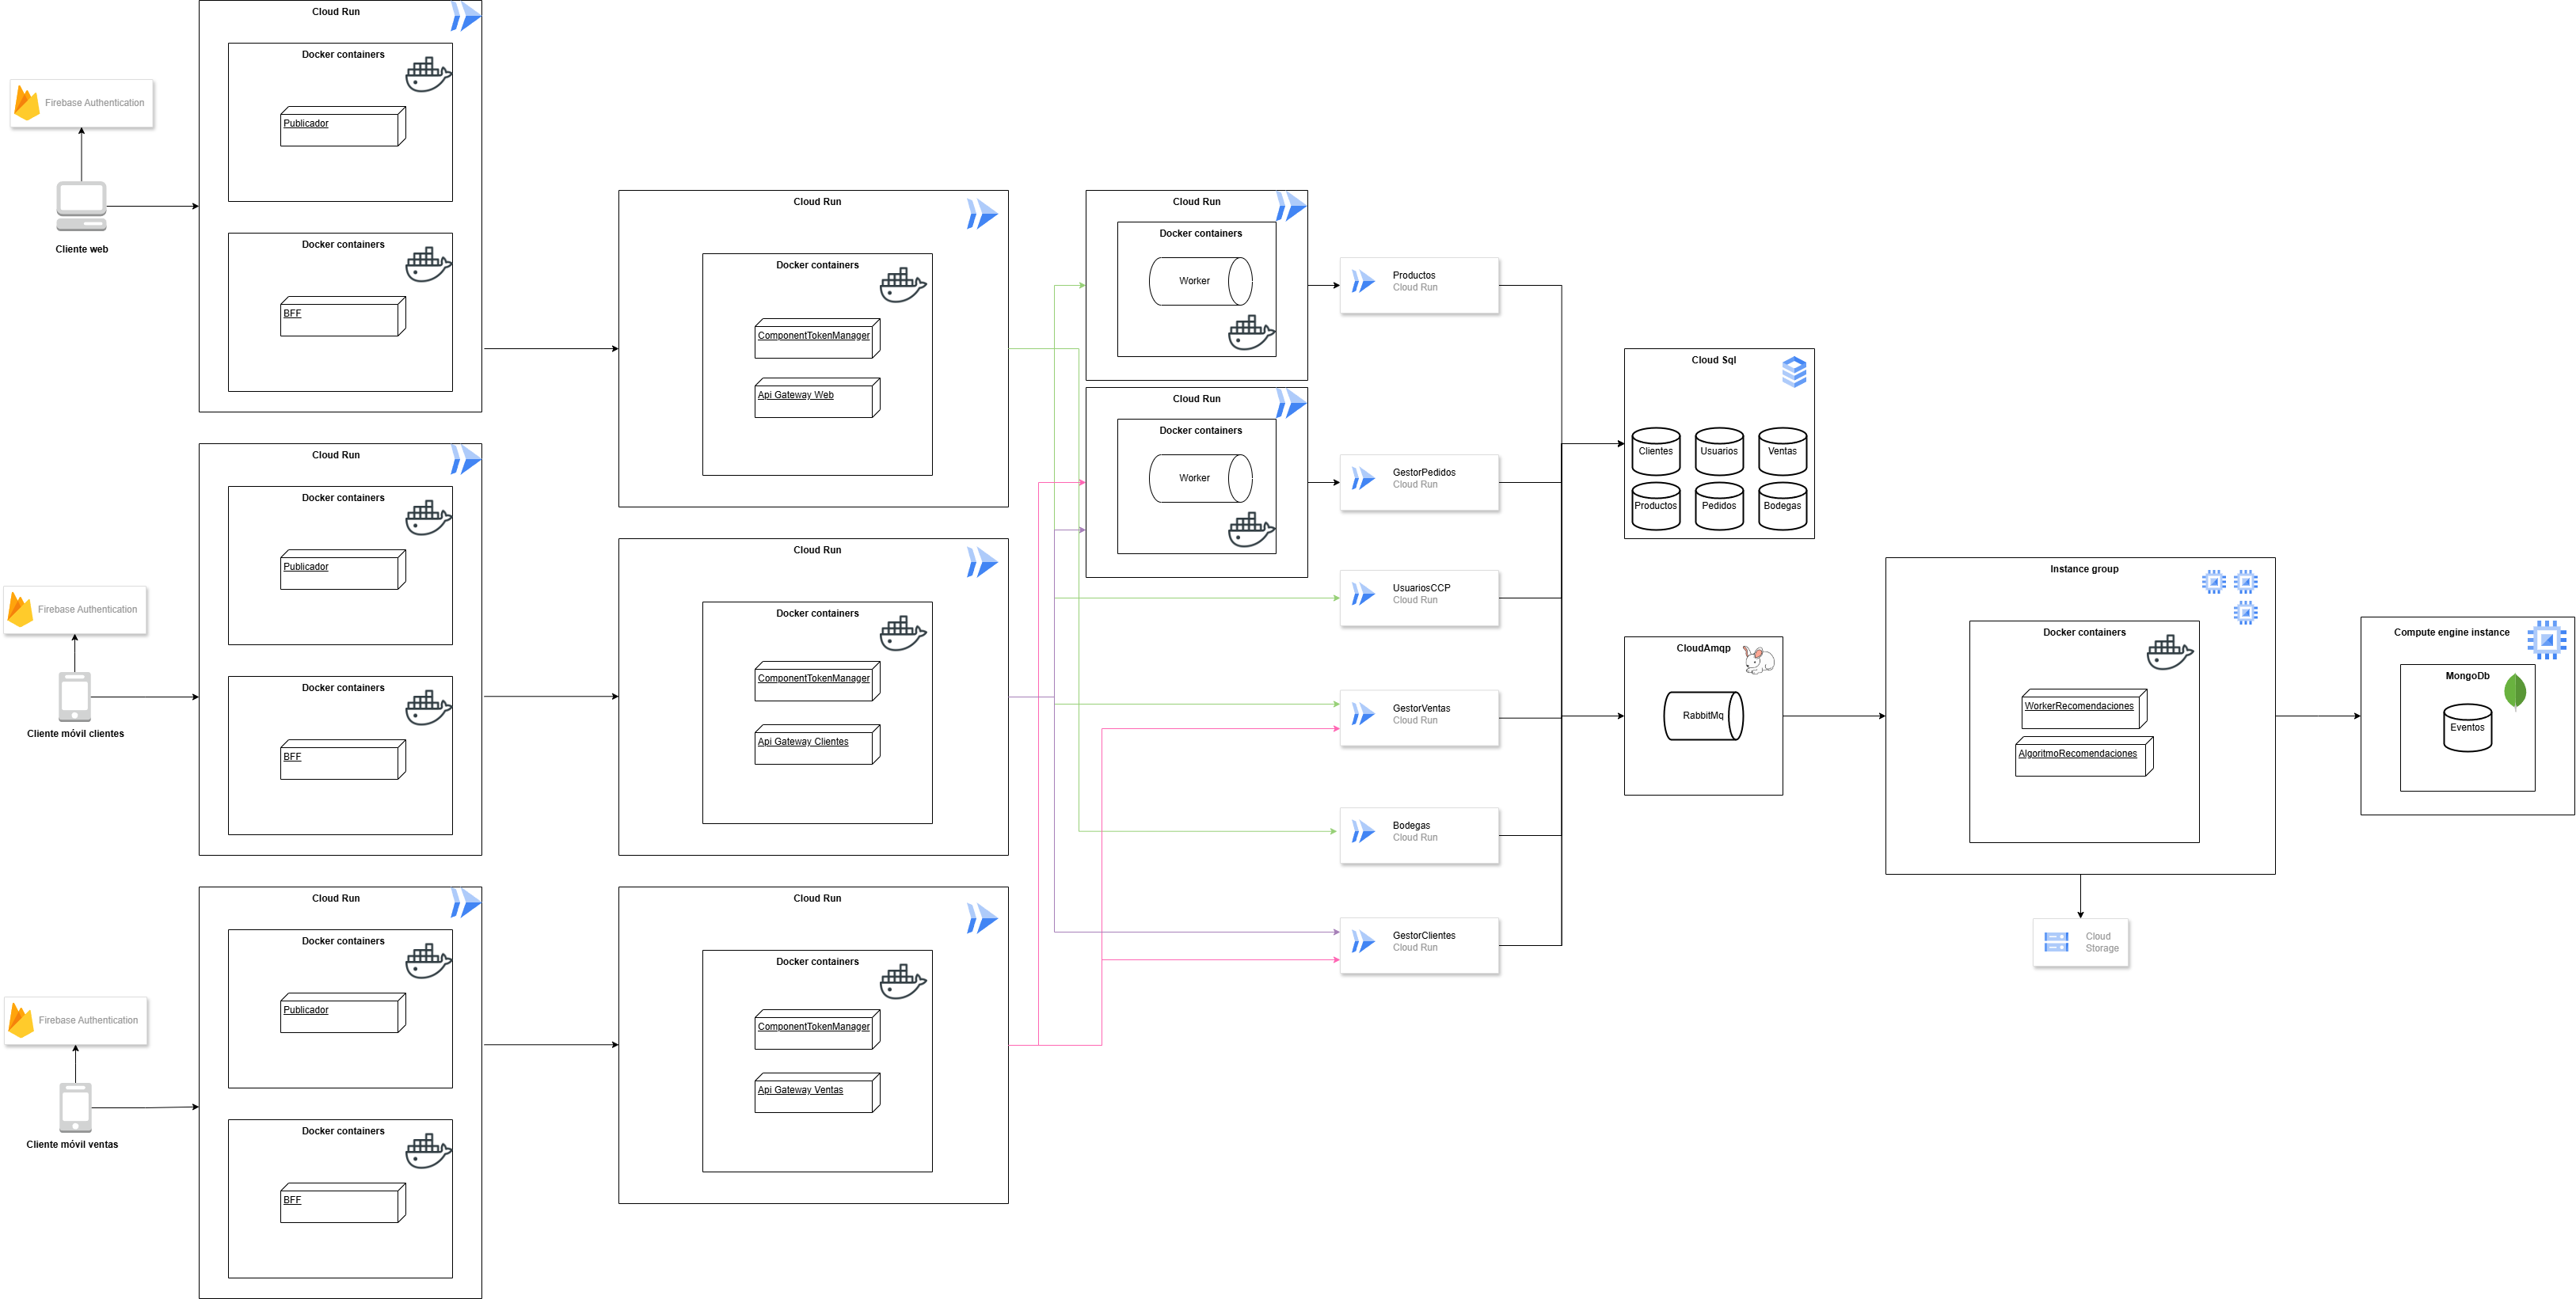 Cloud Run
Docker containers
Publicador
Docker containers
BFF
Firebase Authentication
Cliente web
Cloud Run
Docker containers
Publicador
Docker containers
BFF
Firebase Authentication
Cliente móvil clientes
Cloud Run
Docker containers
Publicador
Docker containers
BFF
Firebase Authentication
Cliente móvil ventas
Cloud Run
Docker containers
ComponentTokenManager
Api Gateway Web
Cloud Run
Docker containers
ComponentTokenManager
Api Gateway Clientes
Cloud Run
Docker containers
ComponentTokenManager
Api Gateway Ventas
Cloud Run
Docker containers
Worker
Cloud Run
Docker containers
Worker
Productos
Cloud Run
GestorPedidos
Cloud Run
UsuariosCCP
Cloud Run
GestorVentas
Cloud Run
Bodegas
Cloud Run
GestorClientes
Cloud Run
Cloud Sql
Clientes
Usuarios
Ventas
Productos
Pedidos
Bodegas
CloudAmqp
RabbitMq
Instance group
Docker containers
WorkerRecomendaciones
AlgoritmoRecomendaciones
Cloud
Storage
Compute engine instance
MongoDb
Eventos